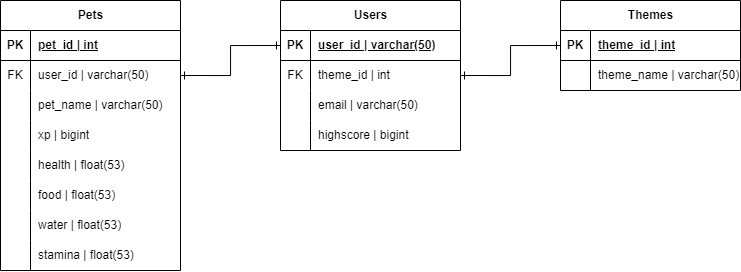 Pets
PK pet_id | int
FK user_id | varchar(50)
pet_name | varchar(50)
xp | bigint
health | float(53)
food | float(53)
water | float(53)
stamina | float(53)
Users
PK user_id | varchar(50)
FK theme_id | int
email | varchar(50)
highscore | bigint
Themes
PK theme_id | int
theme_name | varchar(50)